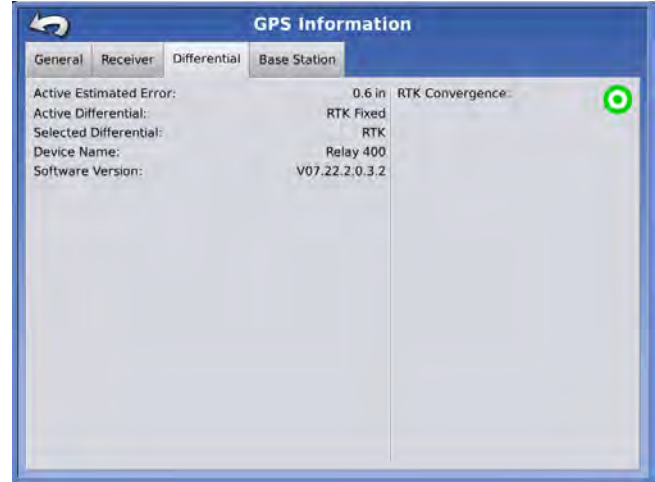 GPS Information
General Receiver Differential Base Station
Active Estimated Error: 0.6 in RTK Convergence:
Active Differential: RTK Fixed
Selected Differential: RTK
Device Name: Relay 400
Software Version: V07.22.2.0.3.2